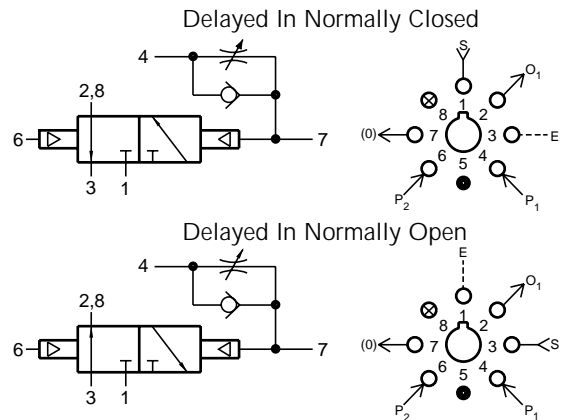 Delayed In Normally Closed
4
2,8
6
7
3 1
S
O1
1
8 2
(0) 7 3 E
6 4
5
P2 P1
Delayed In Normally Open
4
2,8
6
7
3 1
E
O1
1
8 2
(0) 7 3 S
6 4
5
P2 P1